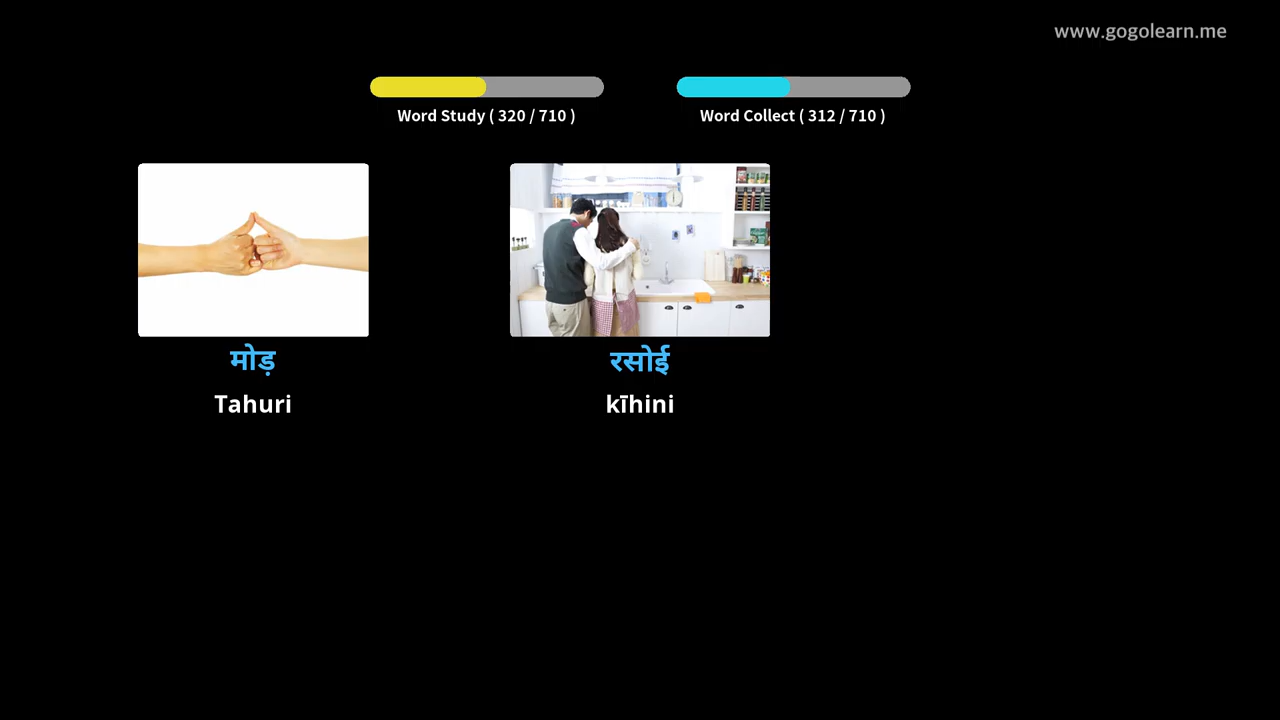 www.gogolearn.me
Word Study ( 320 / 710 )
Word Collect ( 312 / 710 )
मोड़
Tahuri
रसोई
kīhini